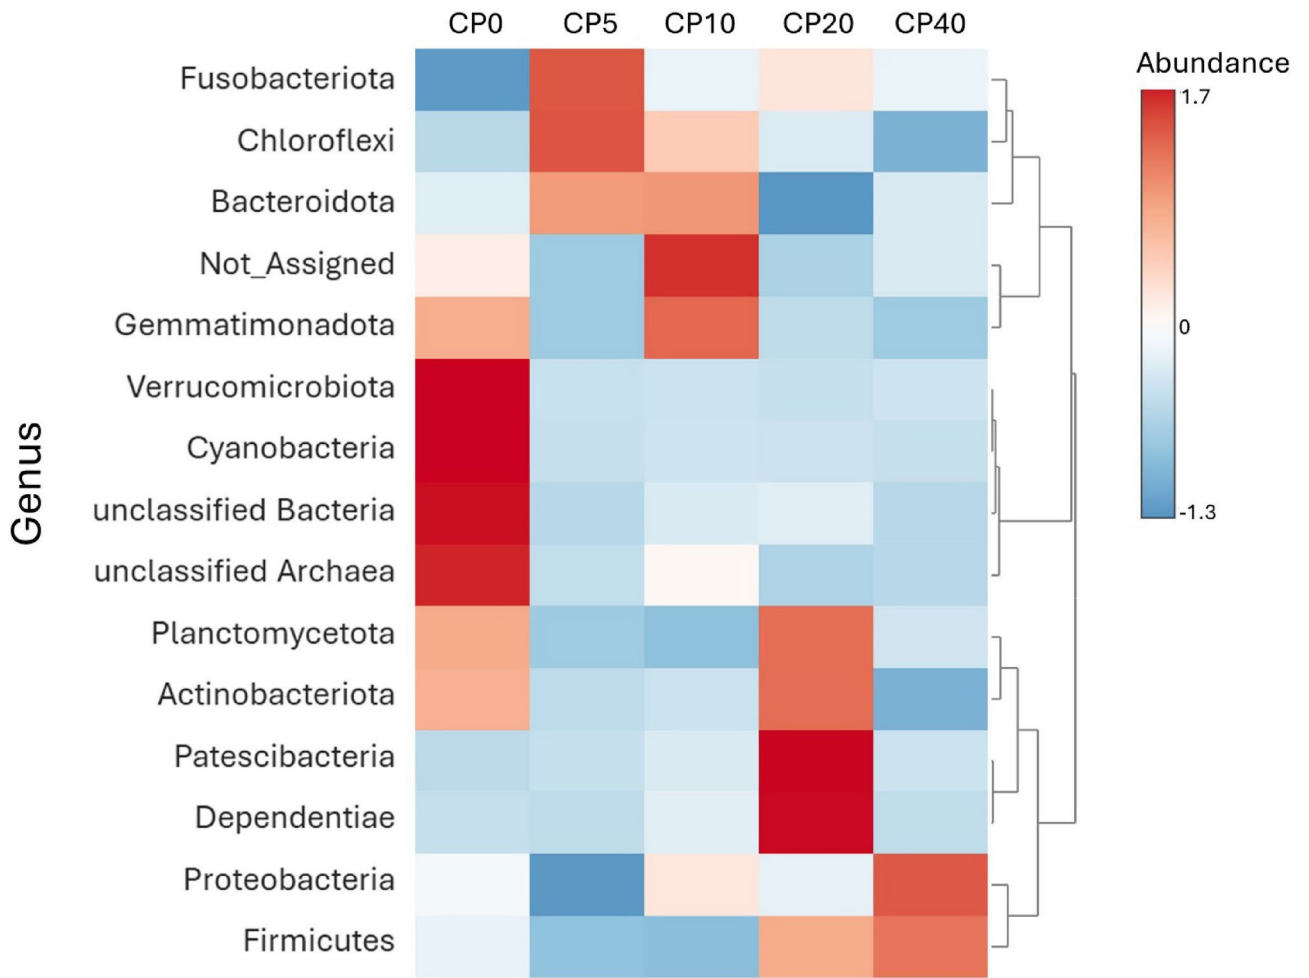 CP0 CP5 CP10 CP20 CP40
Abundance
1.7
0
-1.3
Genus
Fusobacteriota
Chloroflexi
Bacteroidota
Not_Assigned
Gemmatimonadota
Verrucomicrobiota
Cyanobacteria
unclassified Bacteria
unclassified Archaea
Planctomycetota
Actinobacteriota
Patescibacteria
Dependentiae
Proteobacteria
Firmicutes